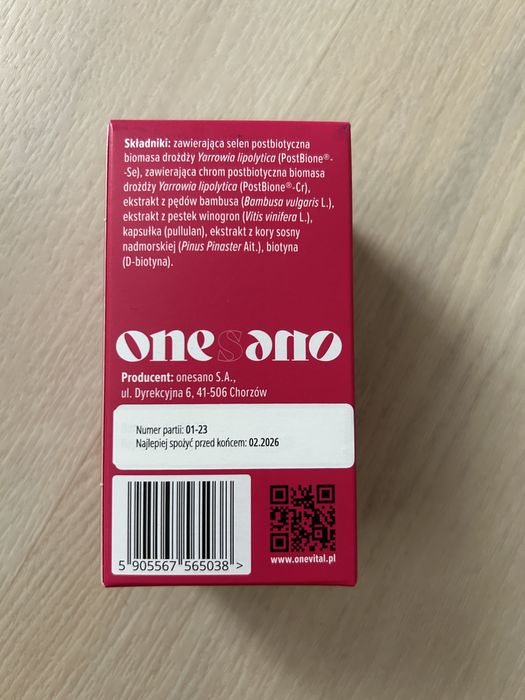 Składniki: zawierająca selen postbiotyczna
biomasa drożdży Yarrowia lipolytica (PostBione®-
-Se), zawierająca chrom postbiotyczna biomasa
drożdży Yarrowia lipolytica (PostBione®-Cr),
ekstrakt z pędów bambusa (Bambusa vulgaris L.),
ekstrakt z pestek winogron (Vitis vinifera L.),
kapsułka (pullulan), ekstrakt z kory sosny
nadmorskiej (Pinus Pinaster Ait.), biotyna
(D-biotyna).
onesano
Producent: onesano S.A.,
ul. Dyrekcyjna 6, 41-506 Chorzów
Numer partii: 01-23
Najlepiej spożyć przed końcem: 02.2026
5 905567 565038 >
www.onevital.pl